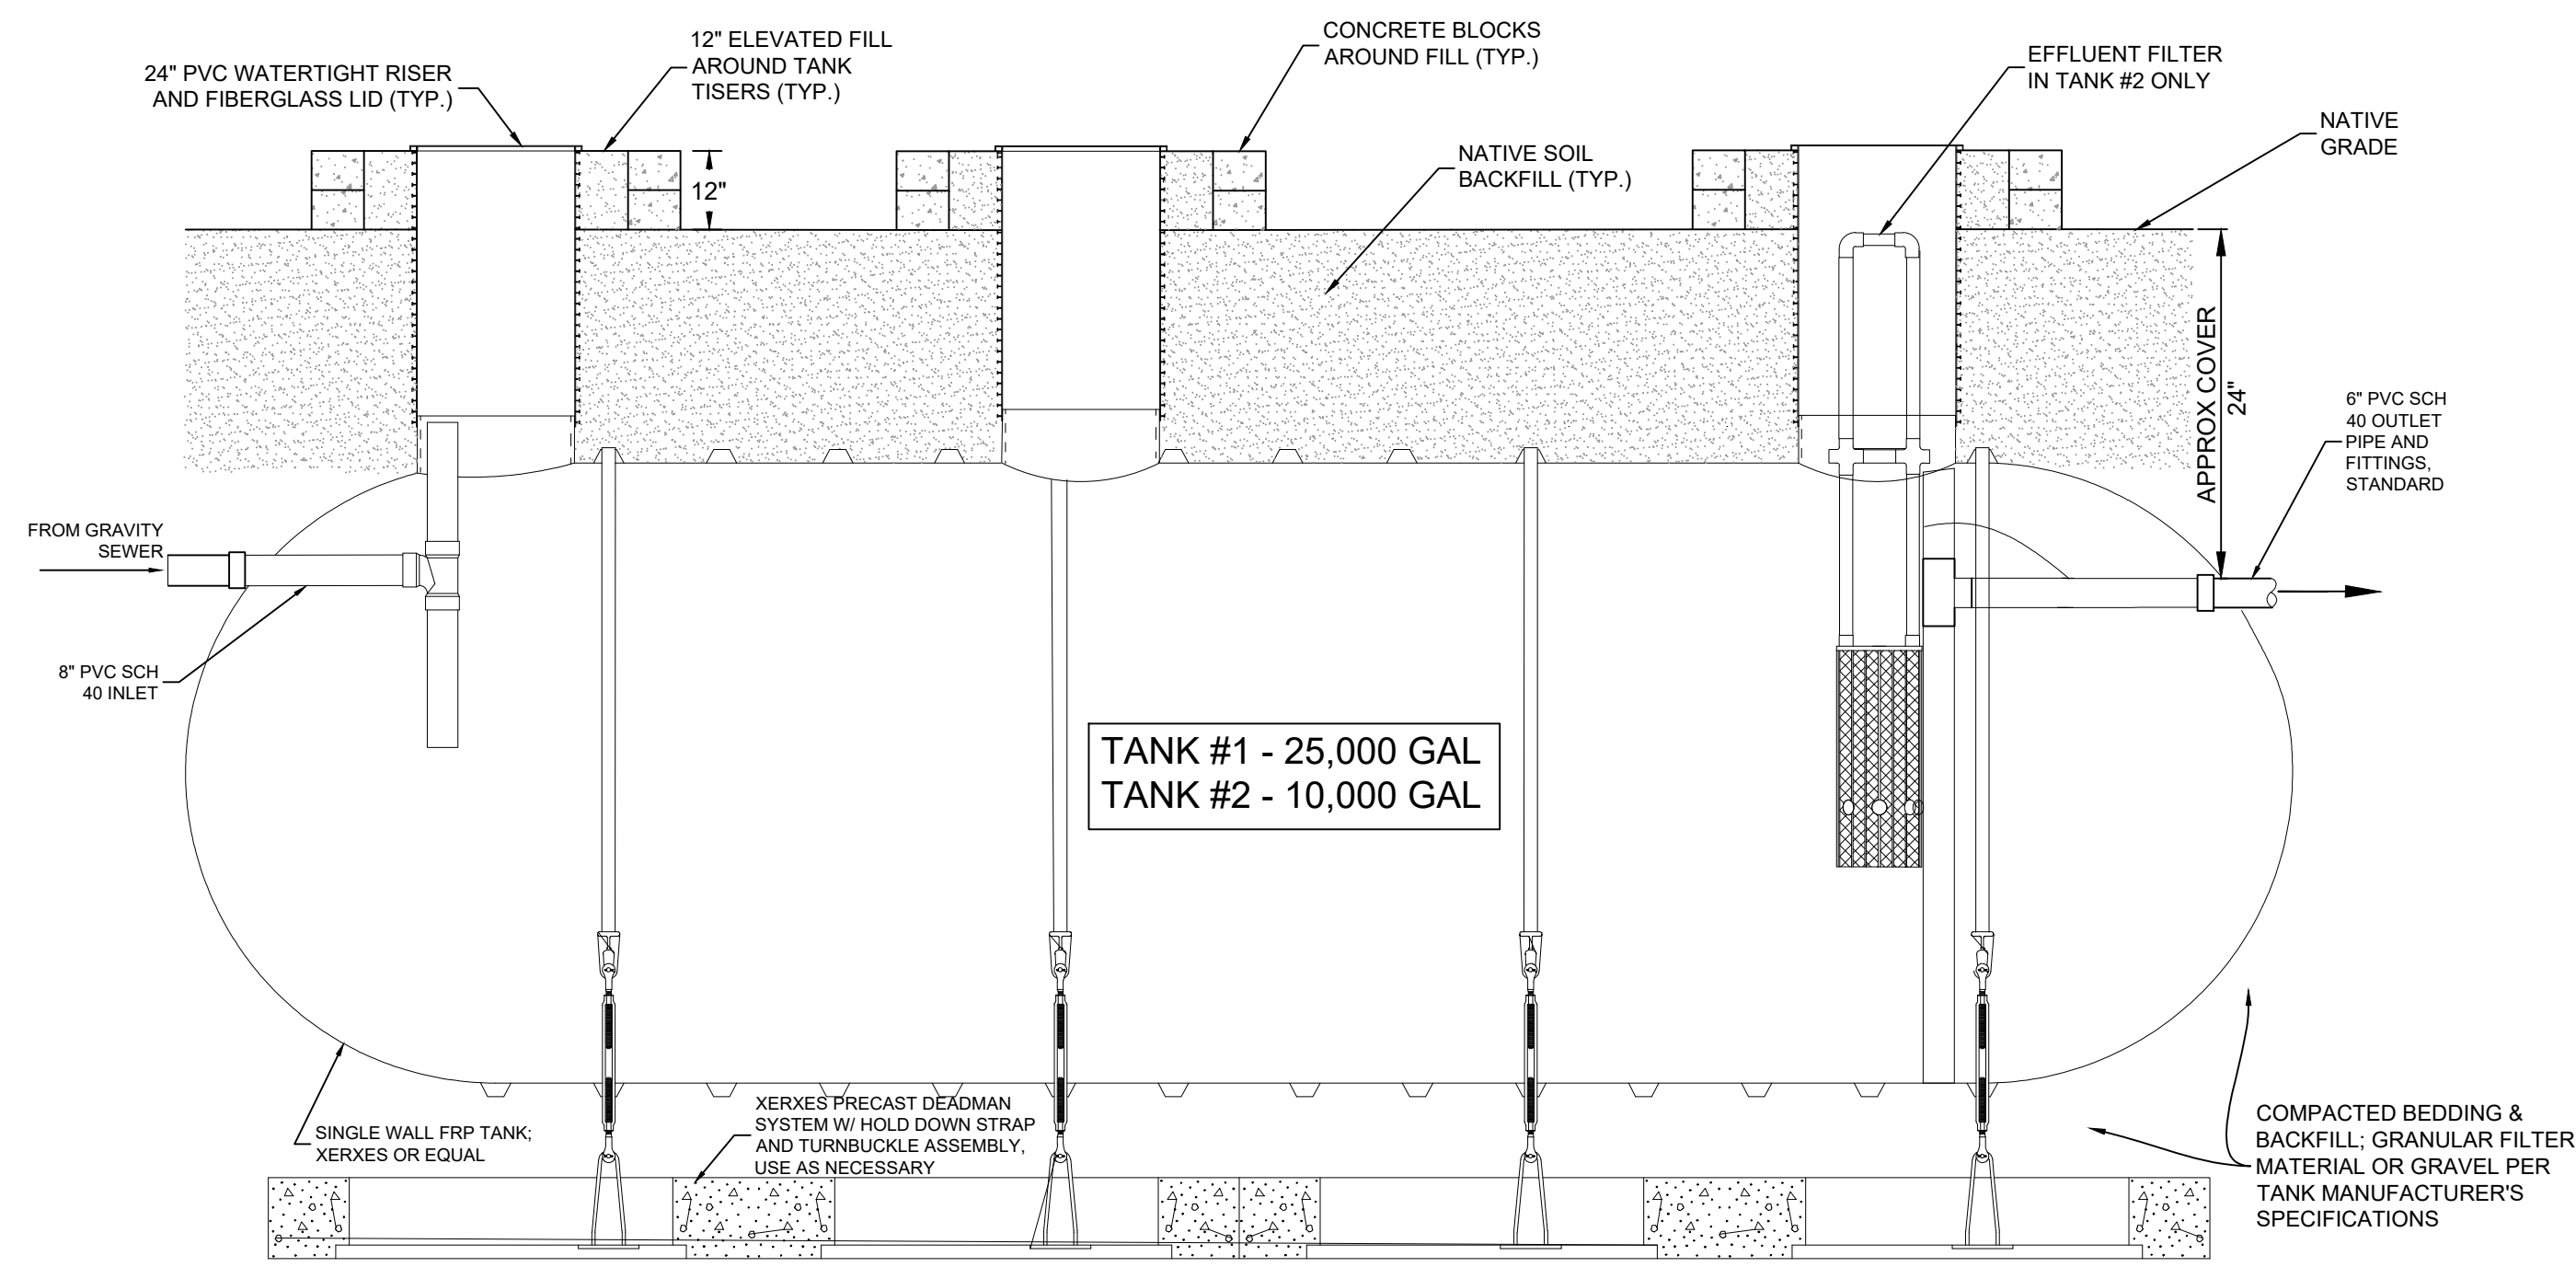 24" PVC WATERTIGHT RISER
AND FIBERGLASS LID (TYP.)
12" ELEVATED FILL
AROUND TANK
TISERS (TYP.)
CONCRETE BLOCKS
AROUND FILL (TYP.)
EFFLUENT FILTER
IN TANK #2 ONLY
NATIVE
GRADE
12"
NATIVE SOIL
BACKFILL (TYP.)
APPROX COVER
24"
6" PVC SCH
40 OUTLET
PIPE AND
FITTINGS,
STANDARD
FROM GRAVITY
SEWER
8" PVC SCH
40 INLET
TANK #1 - 25,000 GAL
TANK #2 - 10,000 GAL
SINGLE WALL FRP TANK;
XERXES OR EQUAL
XERXES PRECAST DEADMAN
SYSTEM W/ HOLD DOWN STRAP
AND TURNBUCKLE ASSEMBLY,
USE AS NECESSARY
COMPACTED BEDDING &
BACKFILL; GRANULAR FILTER
MATERIAL OR GRAVEL PER
TANK MANUFACTURER'S
SPECIFICATIONS